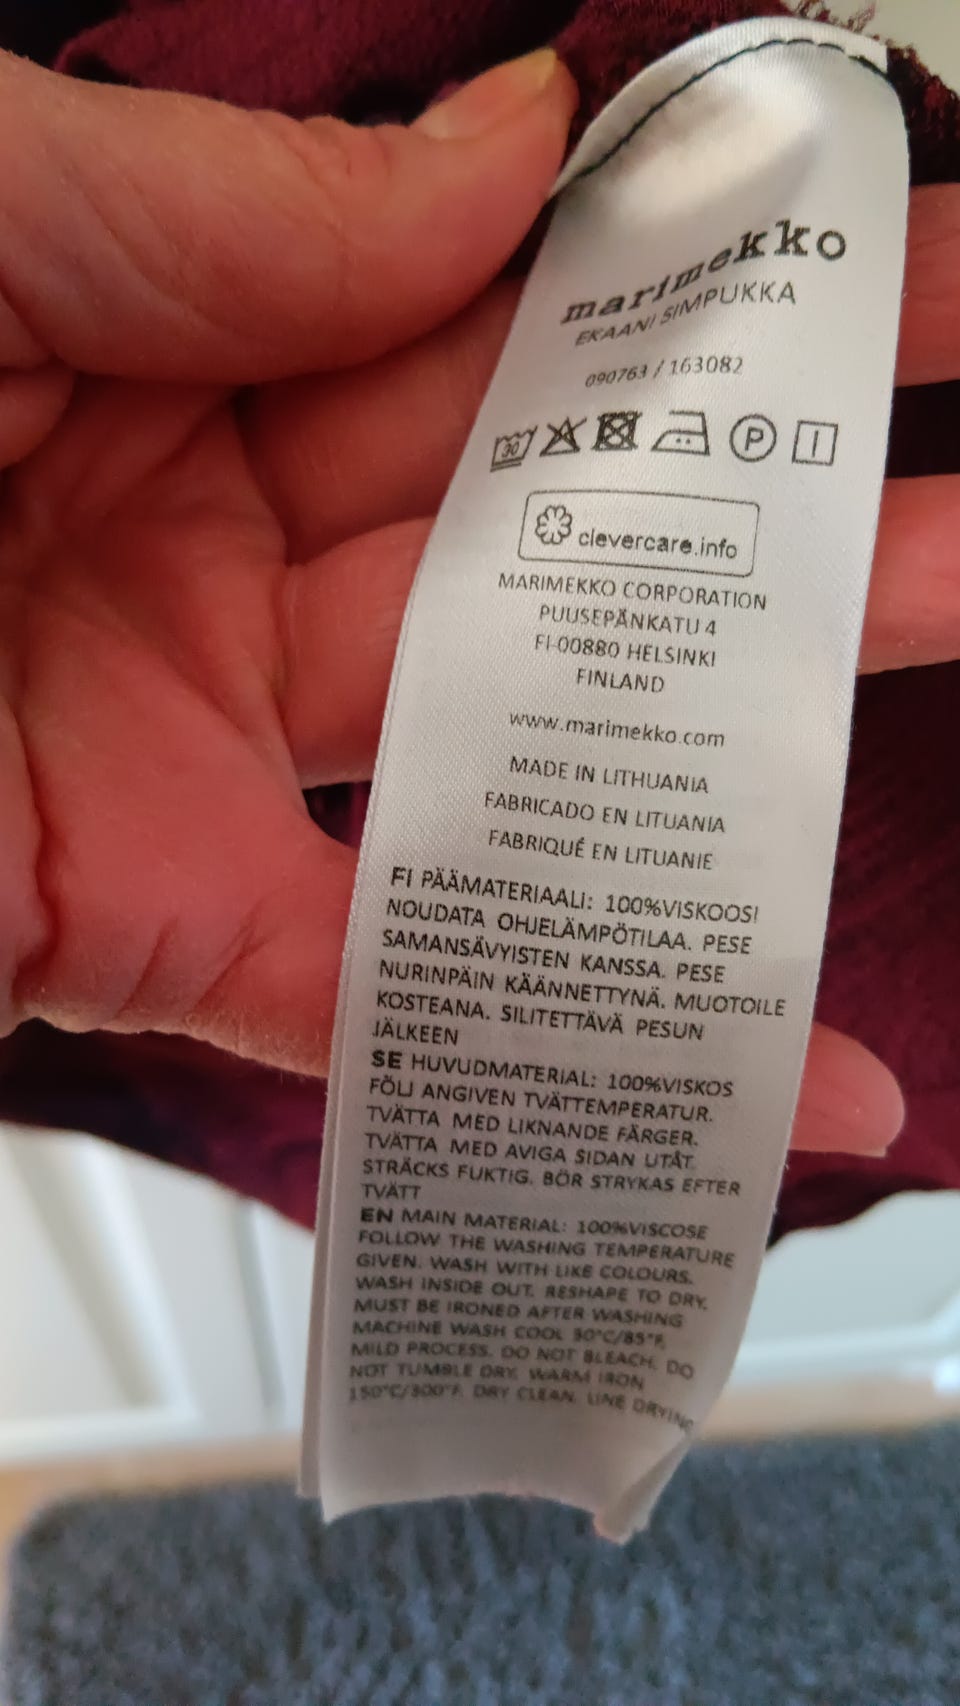 marimekko
EKAANI SIMPUKKA
090763 / 163082
30 P
clevercare.info
MARIMEKKO CORPORATION
PUUSEPÄNKATU 4
FI-00880 HELSINKI
FINLAND
www.marimekko.com
MADE IN LITHUANIA
FABRICADO EN LITUANIA
FABRIQUÉ EN LITUANIE
FI PÄÄMATERIAALI: 100%VISKOOSI
NOUDATA OHJELÄMPÖTILAA. PESE
SAMANSÄVYISTEN KANSSA. PESE
NURINPÄIN KÄÄNNETTYNÄ. MUOTOILE
KOSTEANA. SILITETTÄVÄ PESUN
JÄLKEEN
SE HUVUDMATERIAL: 100%VISKOS
FÖLJ ANGIVEN TVÄTTEMPERATUR.
TVÄTTA MED LIKNANDE FÄRGER.
TVÄTTA MED AVIGA SIDAN UTÅT.
STRÄCKS FUKTIG. BÖR STRYKAS EFTER
TVÄTT
EN MAIN MATERIAL: 100%VISCOSE
FOLLOW THE WASHING TEMPERATURE
GIVEN. WASH WITH LIKE COLOURS.
WASH INSIDE OUT. RESHAPE TO DRY.
MUST BE IRONED AFTER WASHING
MACHINE WASH COOL 30°C/85°F,
MILD PROCESS. DO NOT BLEACH. DO
NOT TUMBLE DRY. WARM IRON
150°C/300°F. DRY CLEAN. LINE DRYING